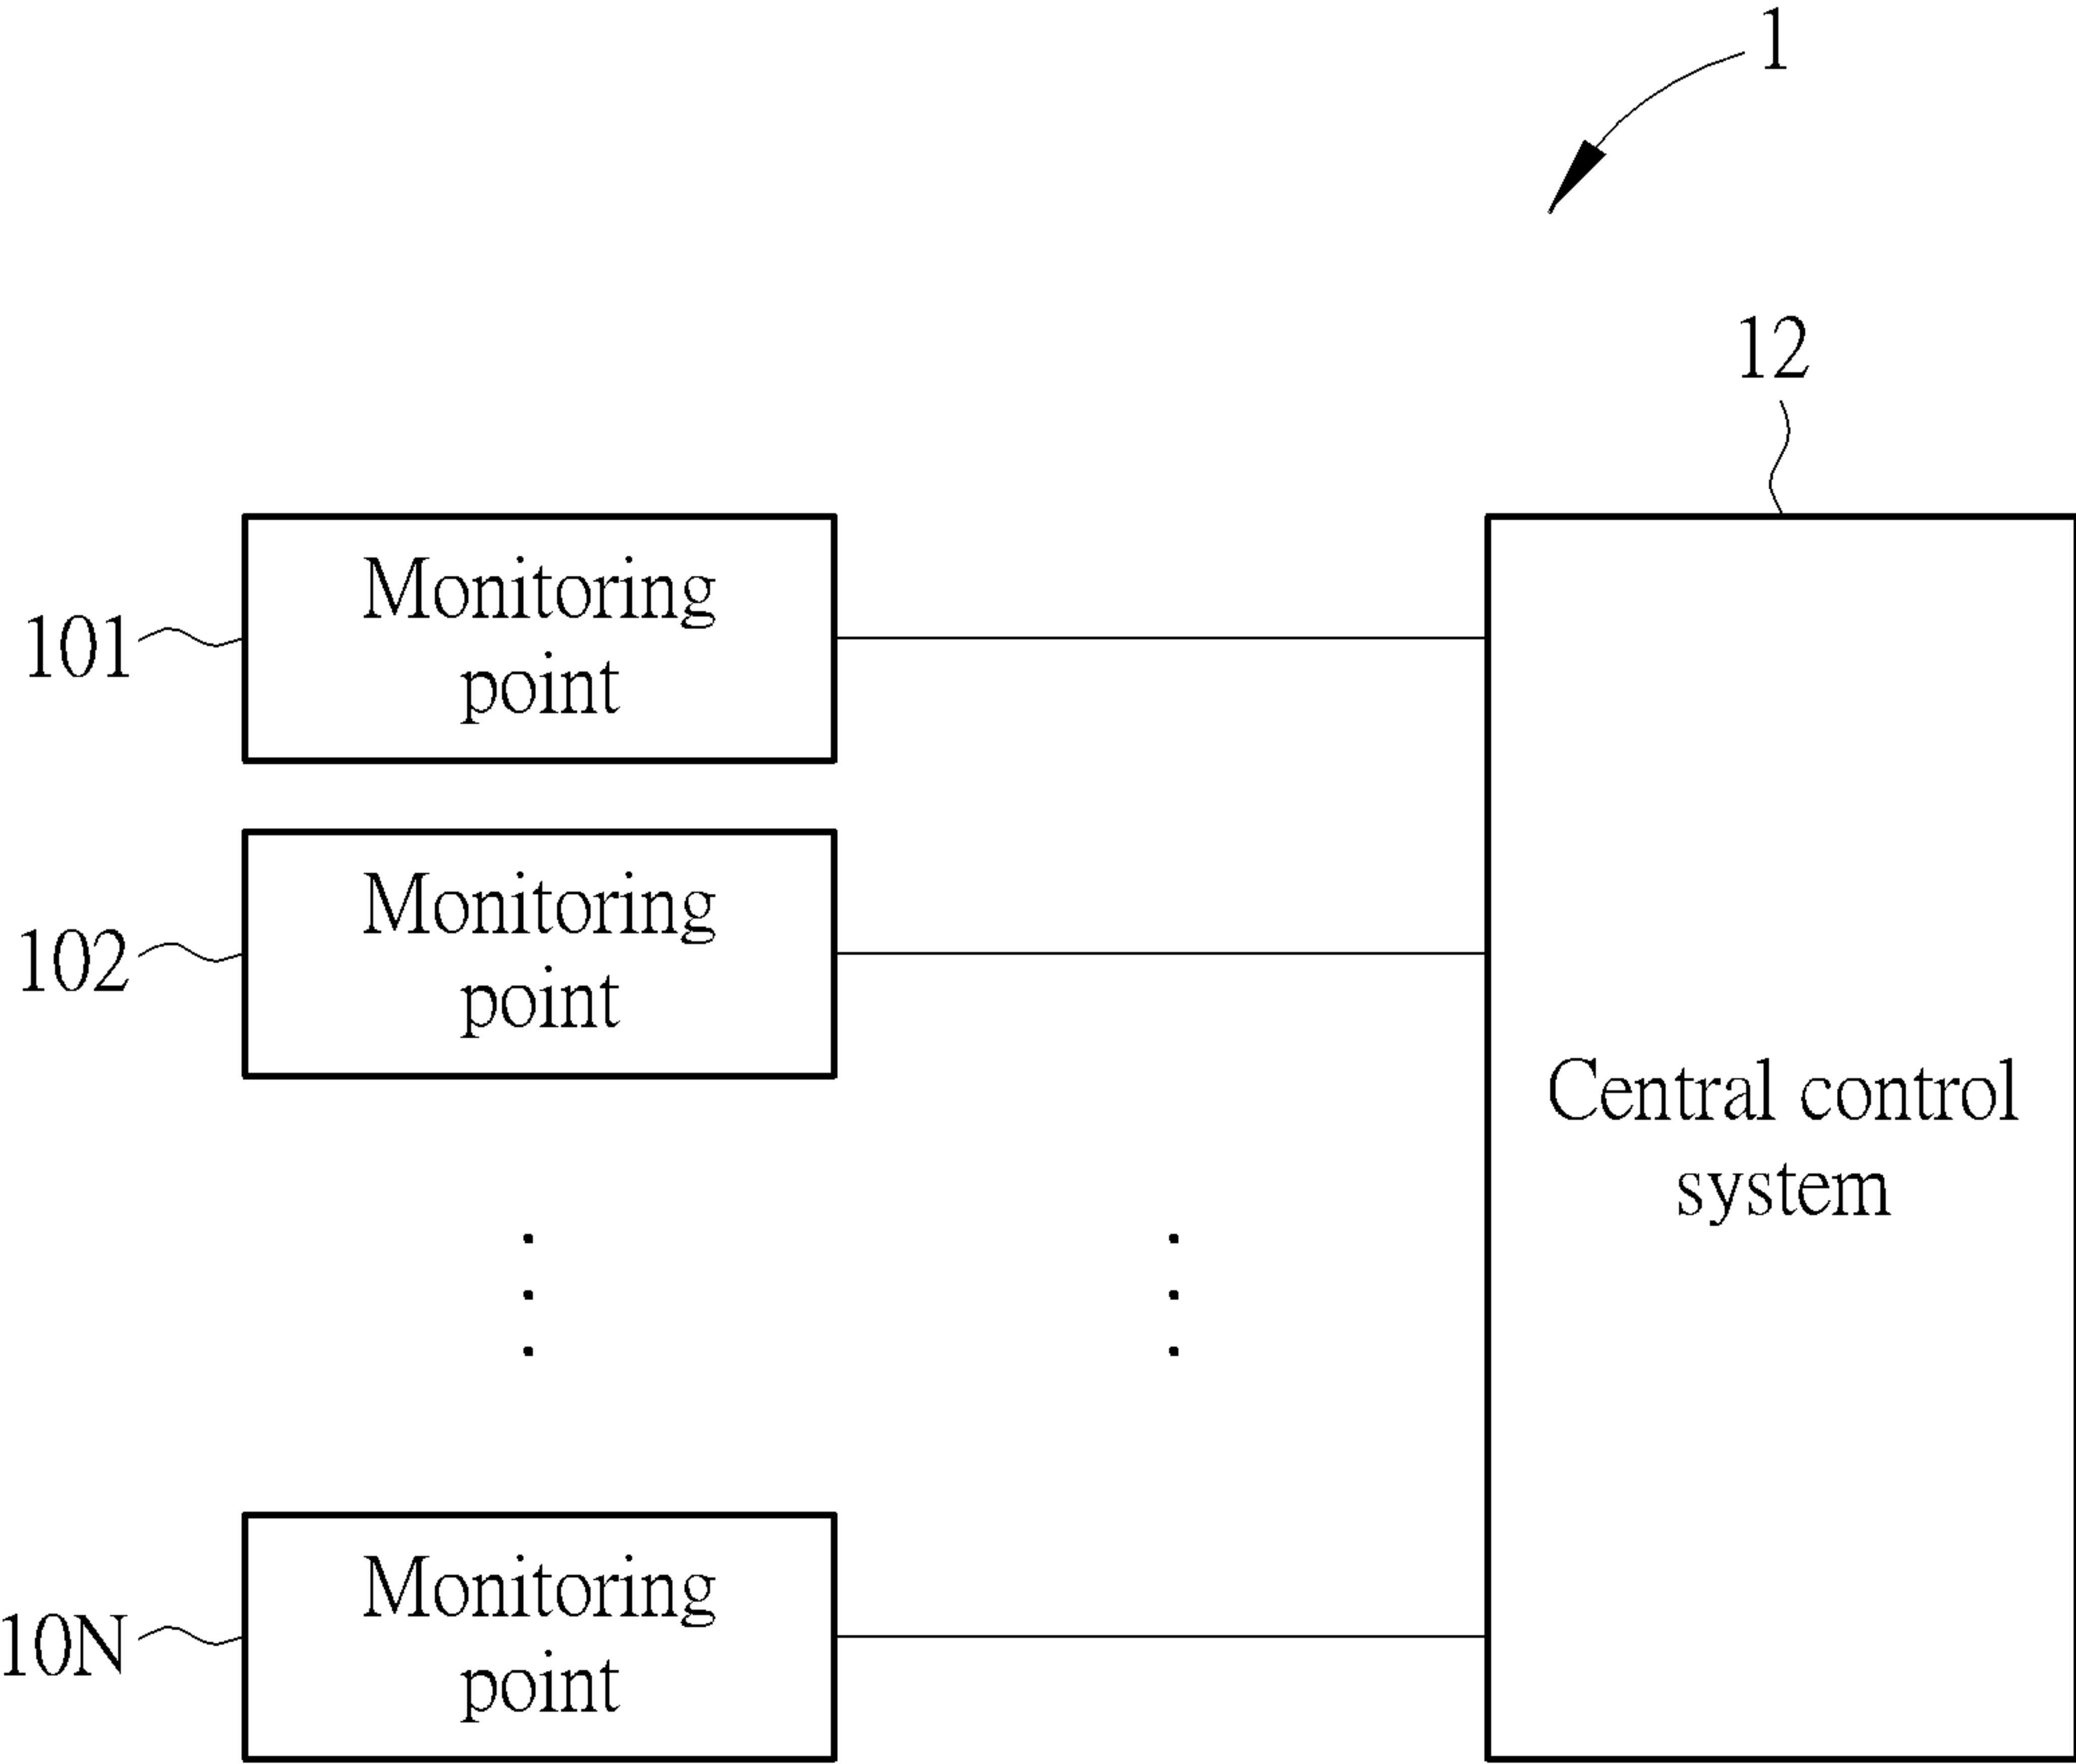 1
12
101
Monitoring
point
102
Monitoring
point
Central control
system
10N
Monitoring
point